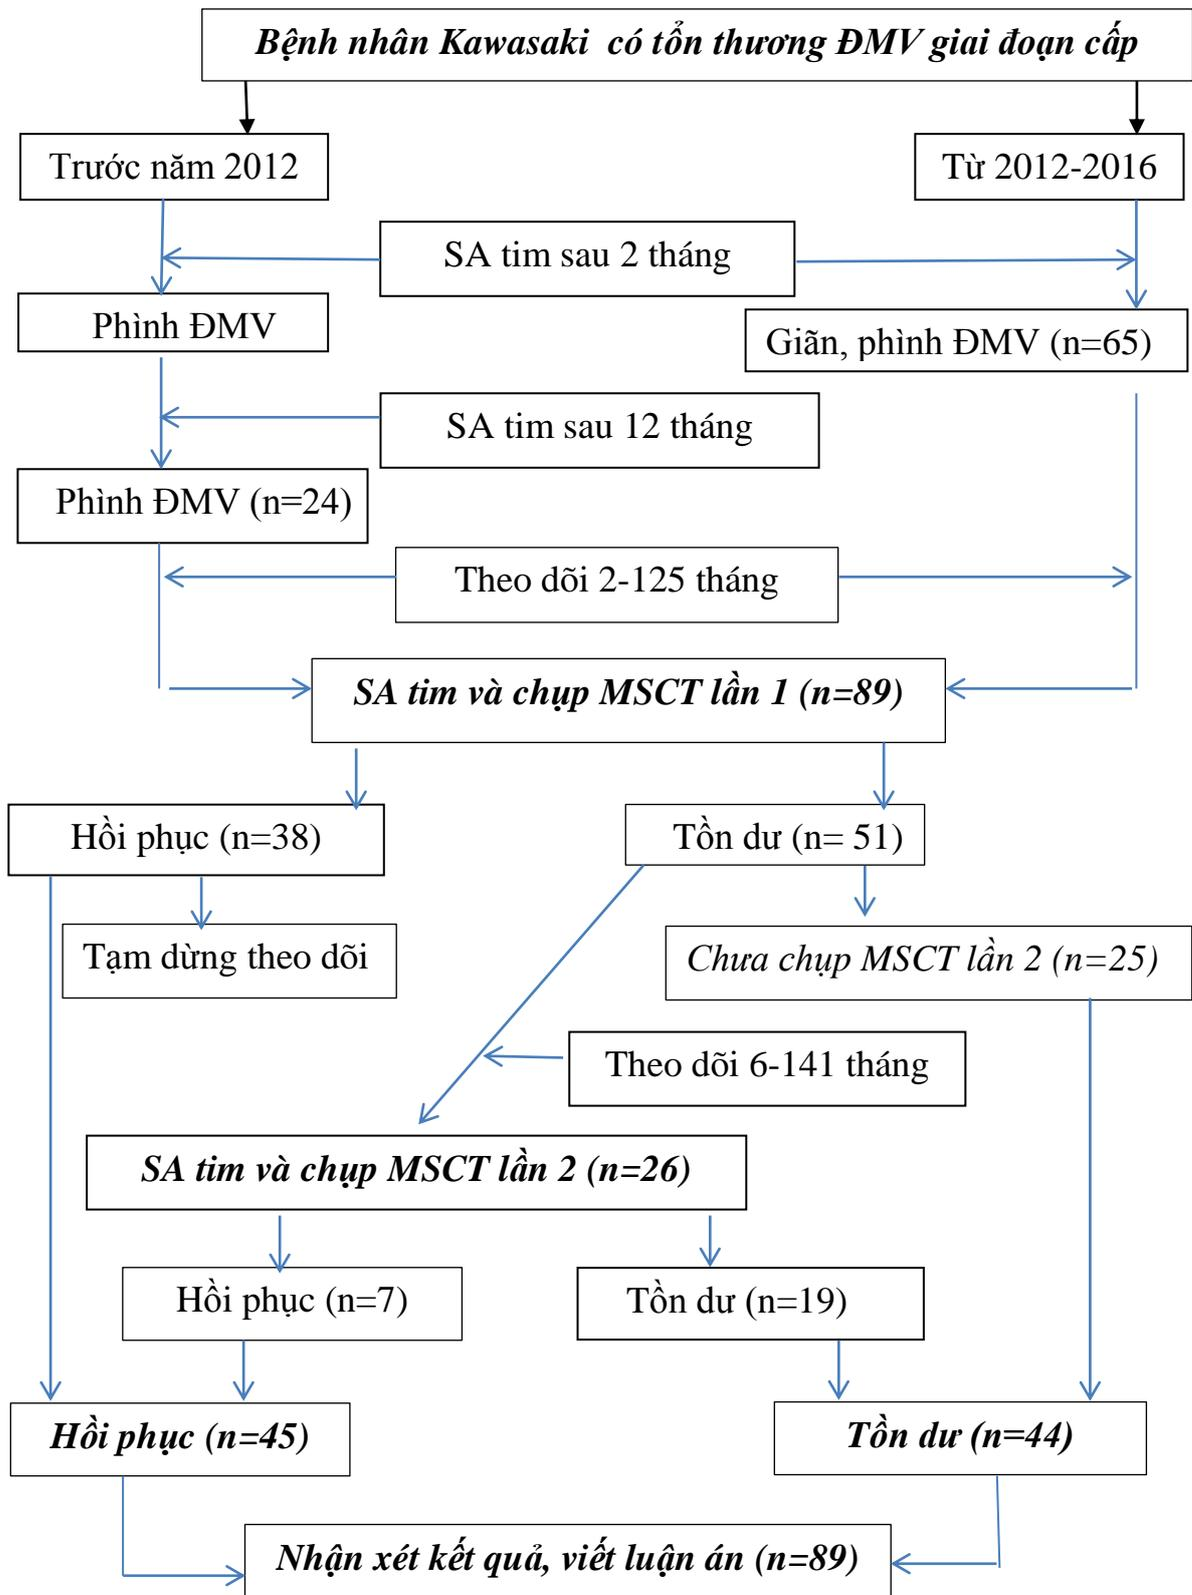 Bệnh nhân Kawasaki có tổn thương ĐMV giai đoạn cấp
Trước năm 2012
Từ 2012-2016
SA tim sau 2 tháng
Phình ĐMV
Giãn, phình ĐMV (n=65)
SA tim sau 12 tháng
Phình ĐMV (n=24)
Theo dõi 2-125 tháng
SA tim và chụp MSCT lần 1 (n=89)
Hồi phục (n=38)
Tồn dư (n= 51)
Tạm dừng theo dõi
Chưa chụp MSCT lần 2 (n=25)
Theo dõi 6-141 tháng
SA tim và chụp MSCT lần 2 (n=26)
Hồi phục (n=7)
Tồn dư (n=19)
Hồi phục (n=45)
Tồn dư (n=44)
Nhận xét kết quả, viết luận án (n=89)